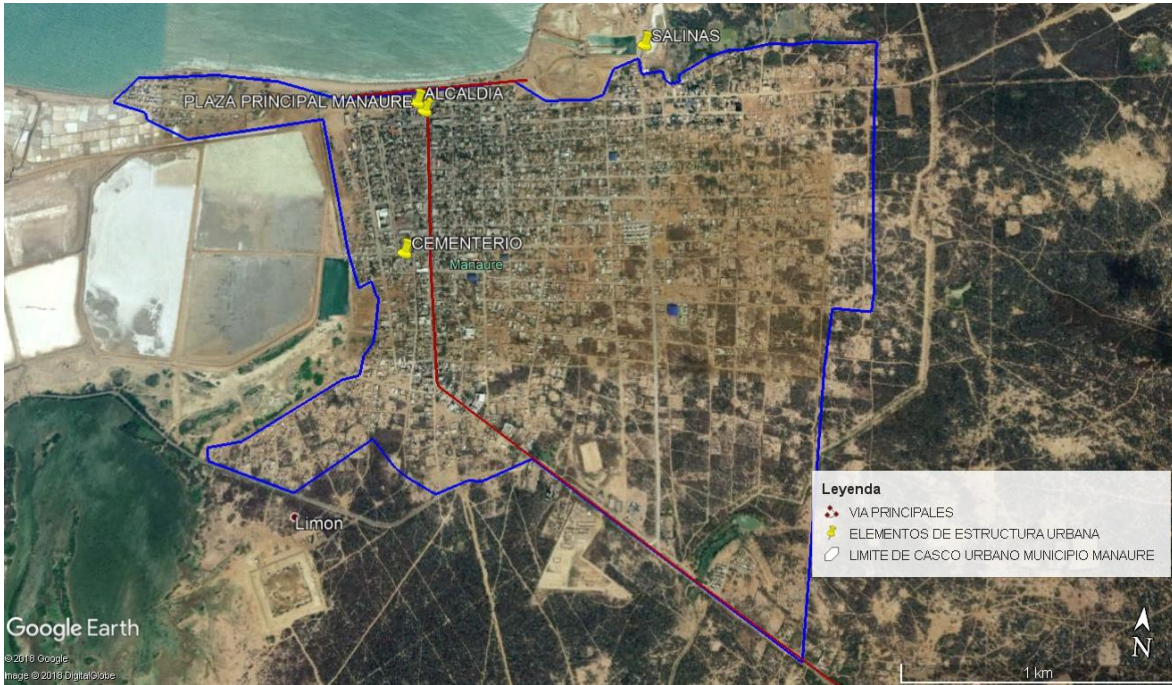 SALINAS
PLAZA PRINCIPAL MANAURE
ALCALDIA
CEMENTERIO
Manaure
Limon
Leyenda
VIA PRINCIPALES
ELEMENTOS DE ESTRUCTURA URBANA
LIMITE DE CASCO URBANO MUNICIPIO MANAURE
Google Earth
© 2018 Google
Image © 2018 DigitalGlobe
N
1 km